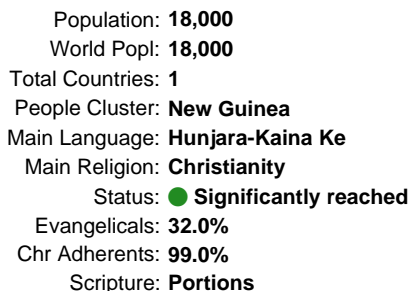 Population: 18,000
World Popl: 18,000
Total Countries: 1
People Cluster: New Guinea
Main Language: Hunjara-Kaina Ke
Main Religion: Christianity
Status: Significantly reached
Evangelicals: 32.0%
Chr Adherents: 99.0%
Scripture: Portions